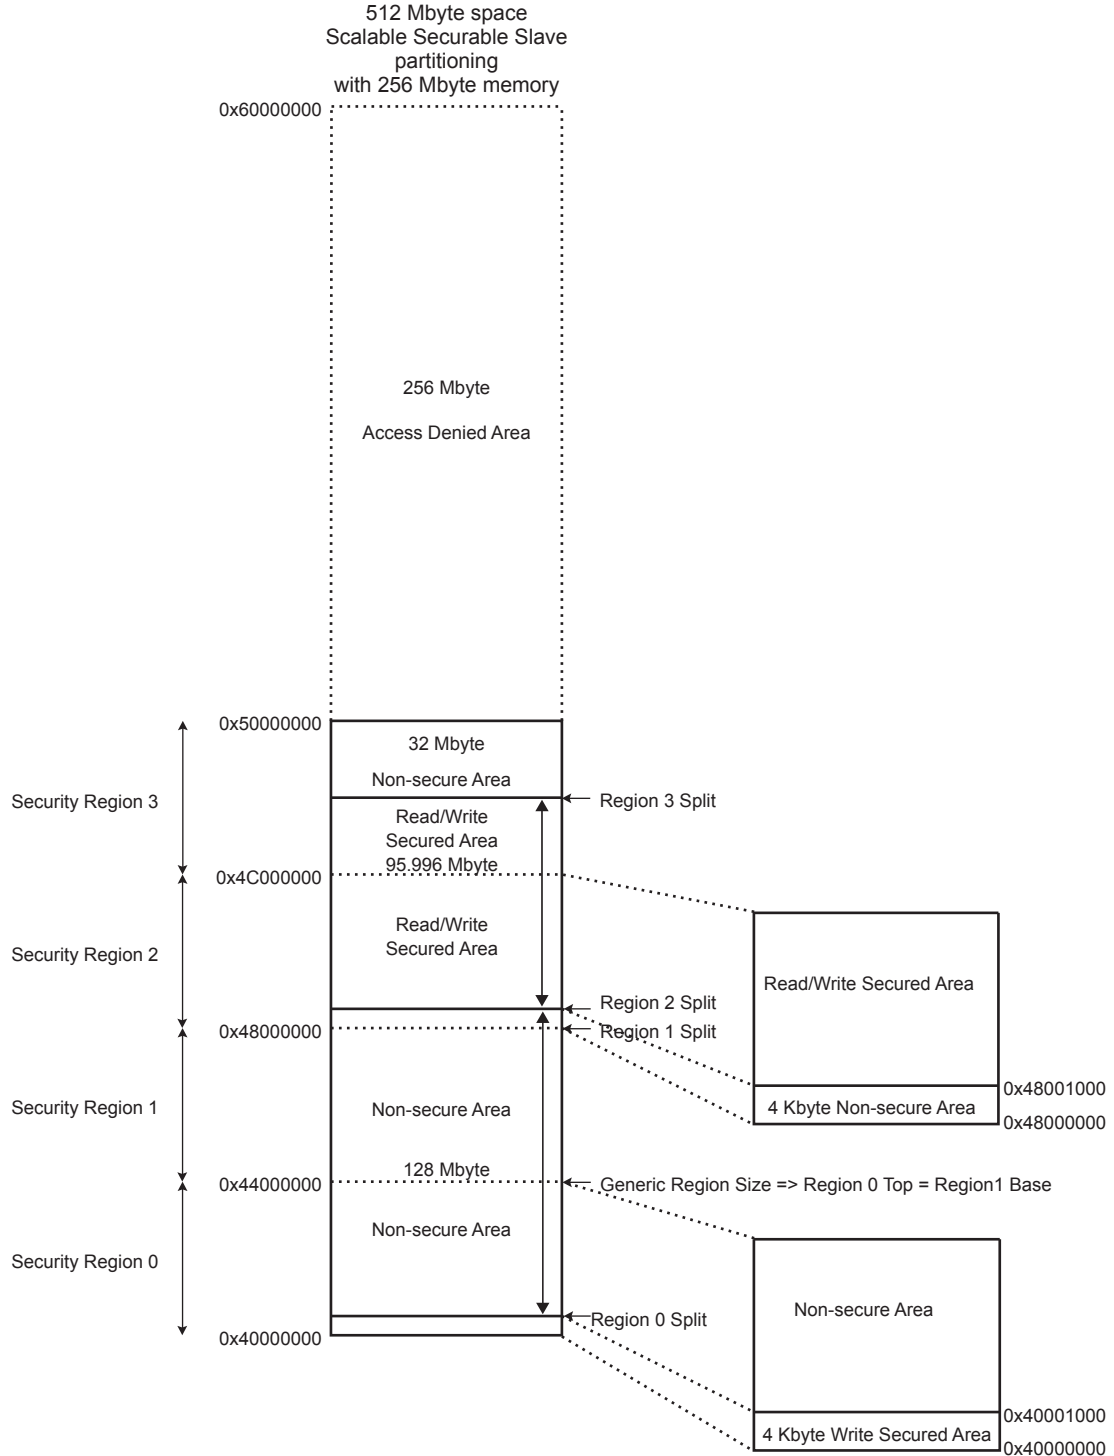 512 Mbyte space
Scalable Securable Slave
partitioning
with 256 Mbyte memory
0x60000000
256 Mbyte
Access Denied Area
0x50000000
32 Mbyte
Non-secure Area
Security Region 3
Region 3 Split
Read/Write
Secured Area
95.996 Mbyte
0x4C000000
Read/Write
Secured Area
Security Region 2
Read/Write Secured Area
Region 2 Split
0x48000000
Region 1 Split
0x48001000
4 Kbyte Non-secure Area
0x48000000
Security Region 1
Non-secure Area
128 Mbyte
0x44000000
Generic Region Size => Region 0 Top = Region1 Base
Non-secure Area
Security Region 0
Non-secure Area
Region 0 Split
0x40000000
0x40001000
4 Kbyte Write Secured Area
0x40000000